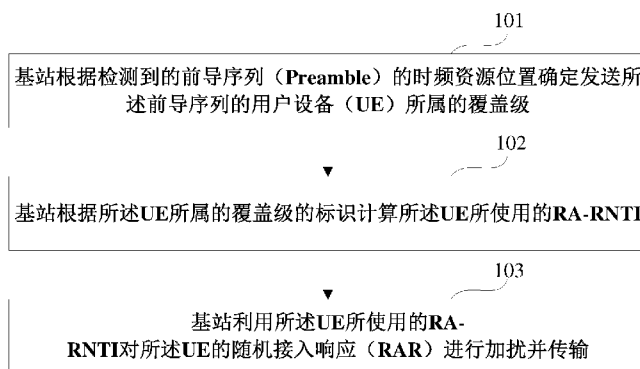 101
基站根据检测到的前导序列（Preamble）的时频资源位置确定发送所
述前导序列的用户设备（UE）所属的覆盖级
102
基站根据所述UE所属的覆盖级的标识计算所述UE所使用的RA-RNTI
103
基站利用所述UE所使用的RA-
RNTI对所述UE的随机接入响应（RAR）进行加扰并传输